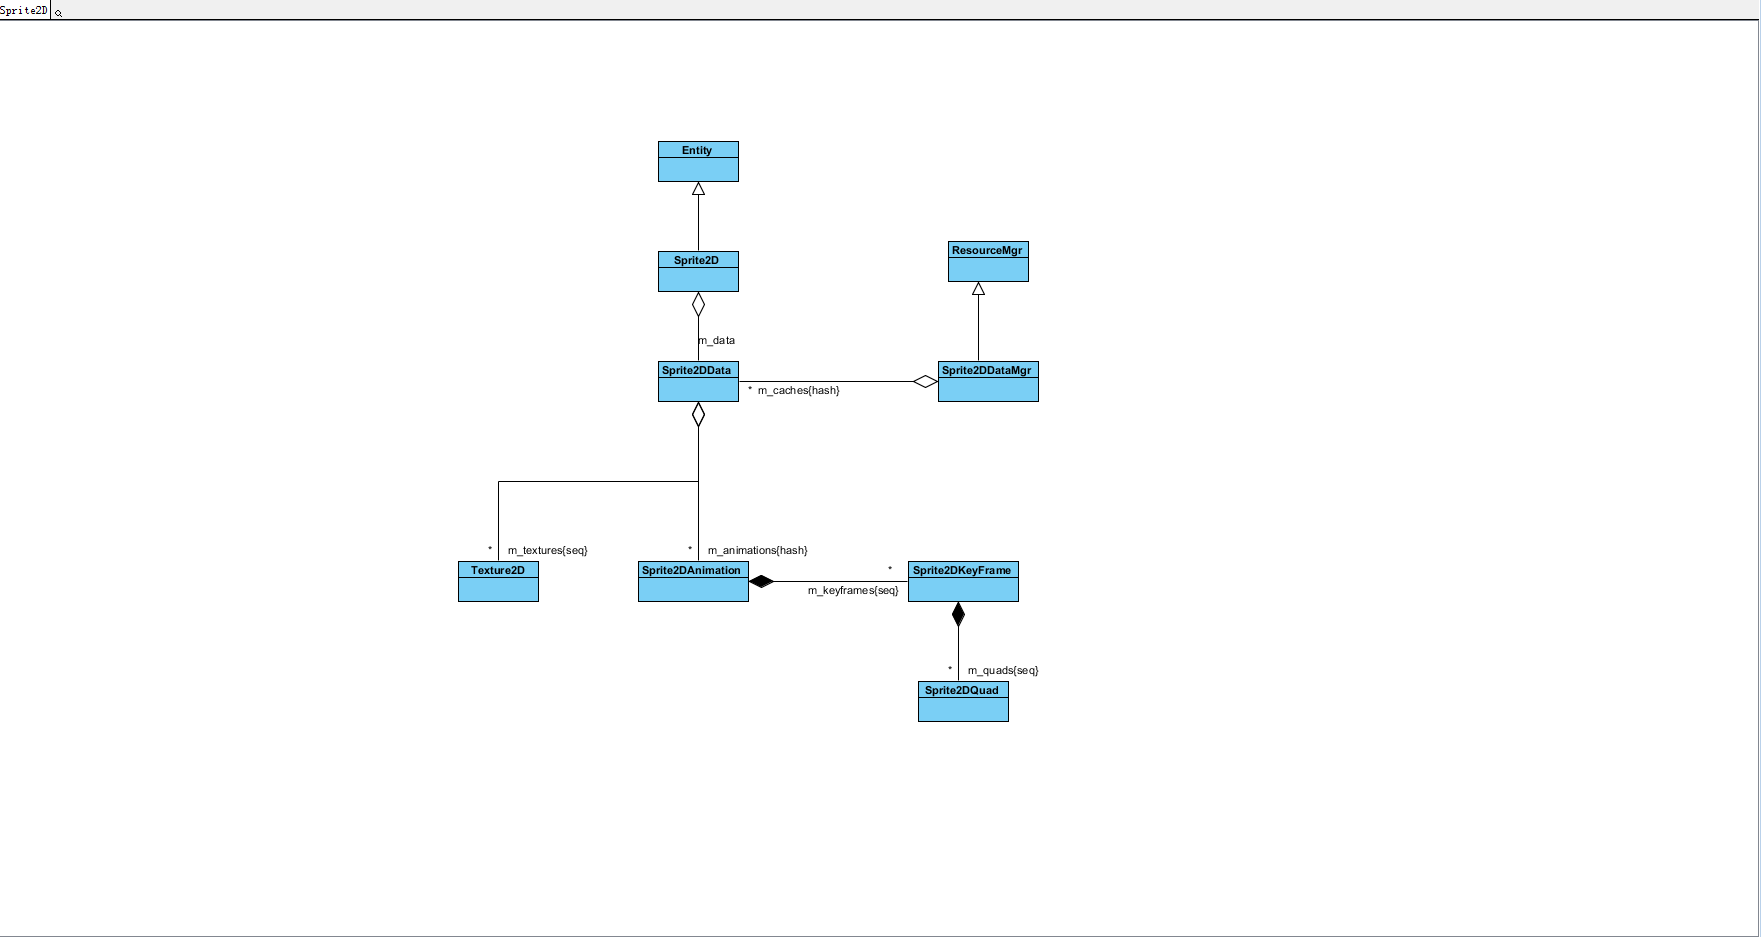 Sprite2D
Entity
Sprite2D
ResourceMgr
m_data
Sprite2DData
Sprite2DDataMgr
* m_caches{hash}
* m_textures{seq}
* m_animations{hash}
Texture2D
Sprite2DAnimation
*
Sprite2DKeyFrame
m_keyframes{seq}
* m_quads{seq}
Sprite2DQuad